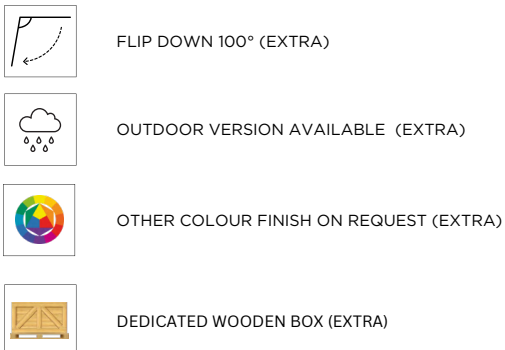 FLIP DOWN 100° (EXTRA)
OUTDOOR VERSION AVAILABLE (EXTRA)
OTHER COLOUR FINISH ON REQUEST (EXTRA)
DEDICATED WOODEN BOX (EXTRA)